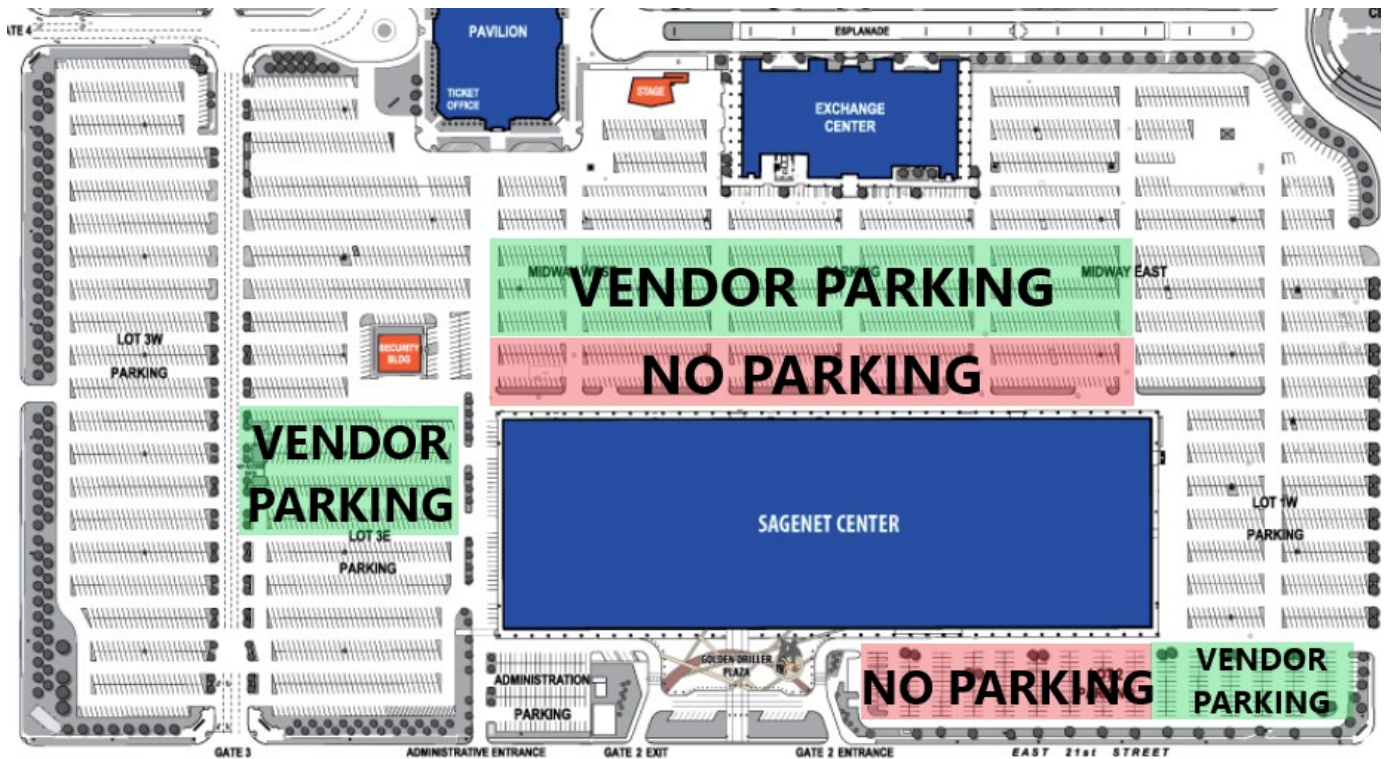 ATE 4
PAVILION
TICKET
OFFICE
ESPLANADE
STAGE
EXCHANGE
CENTER
VENDOR PARKING
MIDWAY EAST
NO PARKING
LOT 3W
PARKING
SECURITY
BLDG
VENDOR
PARKING
LOT 3E
PARKING
SAGENET CENTER
LOT 1W
PARKING
GOLDEN DRILLER
PLAZA
ADMINISTRATION
PARKING
NO PARKING
VENDOR
PARKING
GATE 3
ADMINISTRATIVE ENTRANCE
GATE 2 EXIT
GATE 2 ENTRANCE
EAST 21st STREET